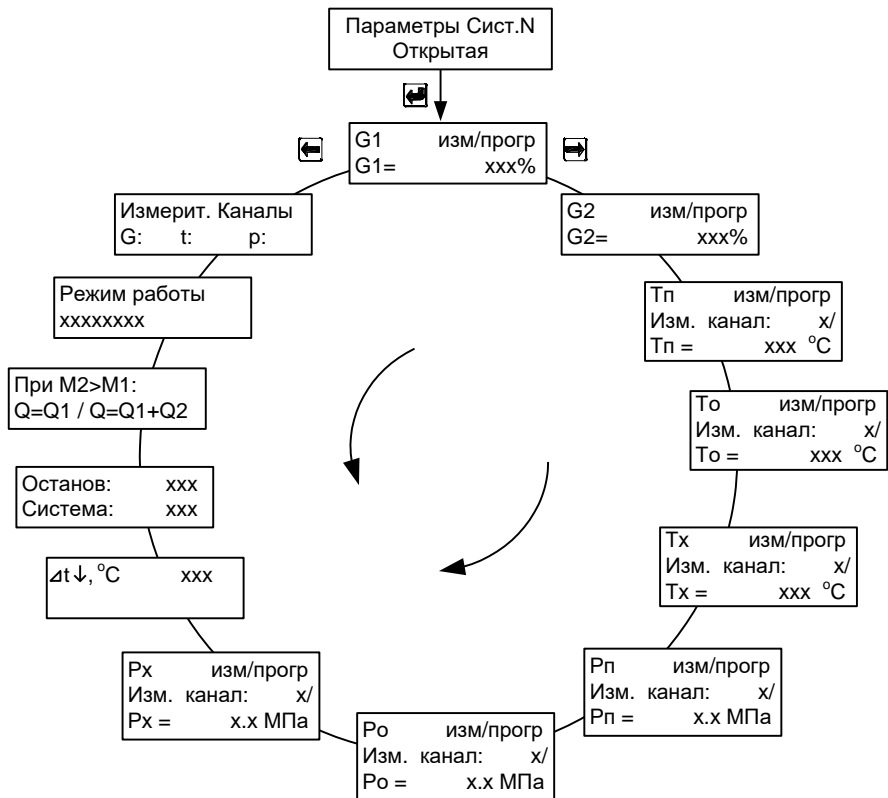 Параметры Сист.N
Открытая
G1 изм/прогр
G1= xxx%
G2 изм/прогр
G2= xxx%
Тп изм/прогр
Изм. канал: х/
Тп = xxx °С
То изм/прогр
Изм. канал: х/
То = xxx °С
Тх изм/прогр
Изм. канал: х/
Тх = xxx °С
Рп изм/прогр
Изм. канал: х/
Рп = х.х МПа
Ро изм/прогр
Изм. канал: х/
Ро = х.х МПа
Рх изм/прогр
Изм. канал: х/
Рх = х.х МПа
⊿t↓, °С xxx
Останов: xxx
Система: xxx
При М2>М1:
Q=Q1 / Q=Q1+Q2
Режим работы
xxxxxxxx
Измерит. Каналы
G: t: p: